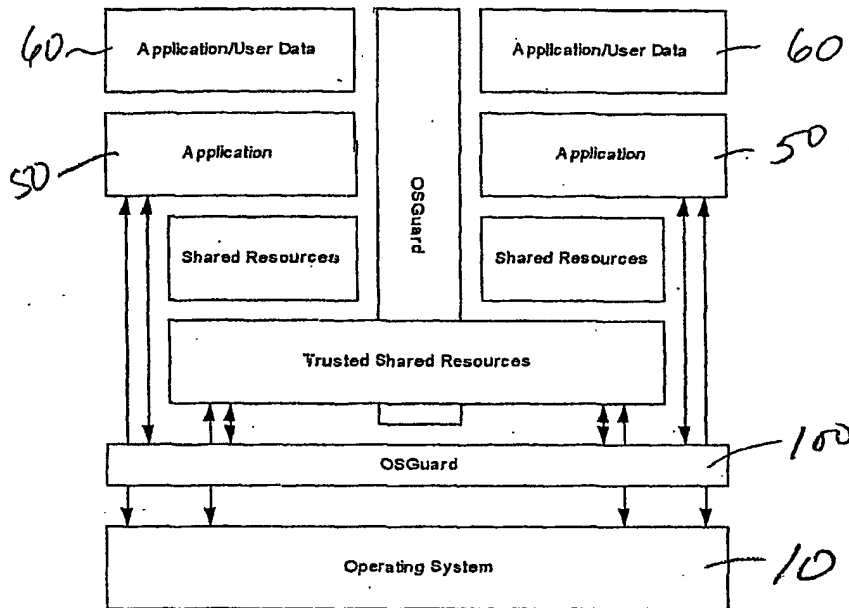 60 Application/User Data Application/User Data 60
50 Application Application 50
OSGuard
Shared Resources Shared Resources
Trusted Shared Resources
OSGuard 100
Operating System 10